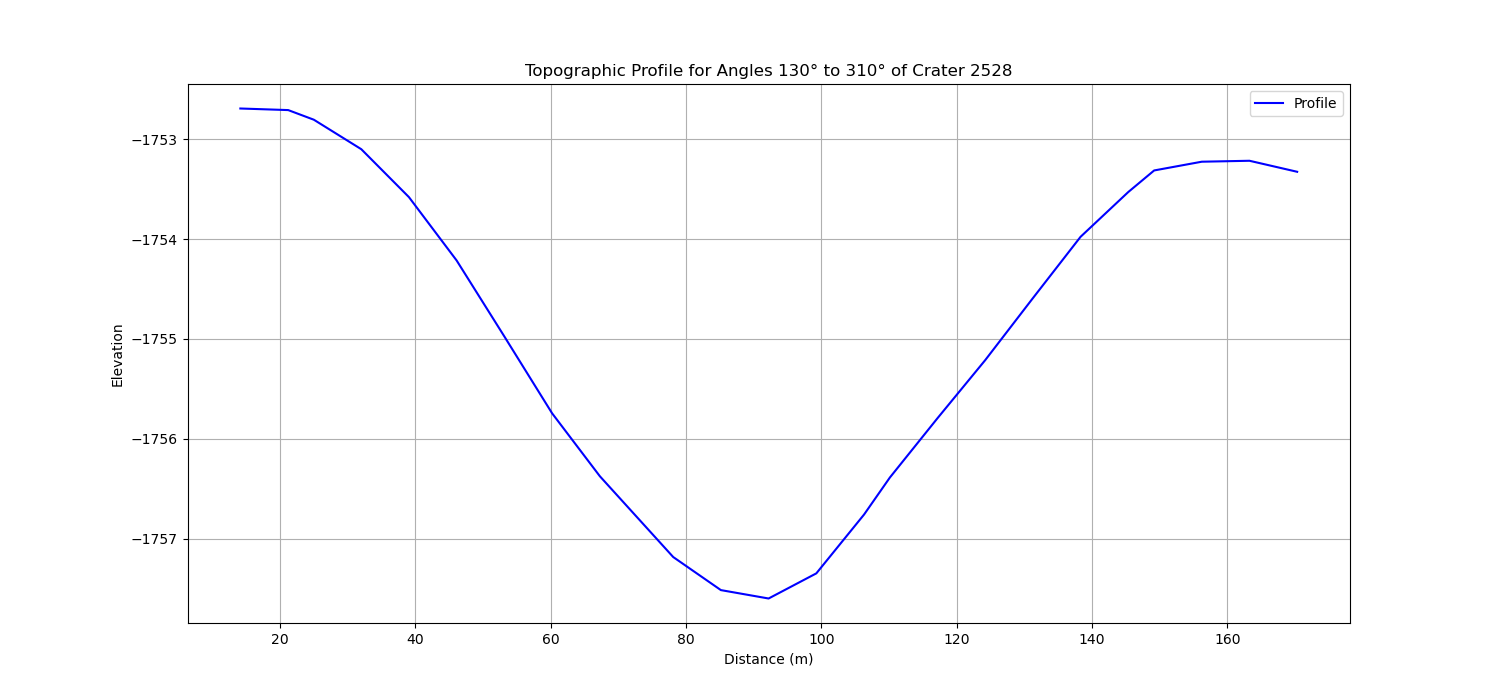 Topographic Profile for Angles 130° to 310° of Crater 2528
Profile
−1753
−1754
−1755
−1756
−1757
Elevation
20 40 60 80 100 120 140 160
Distance (m)